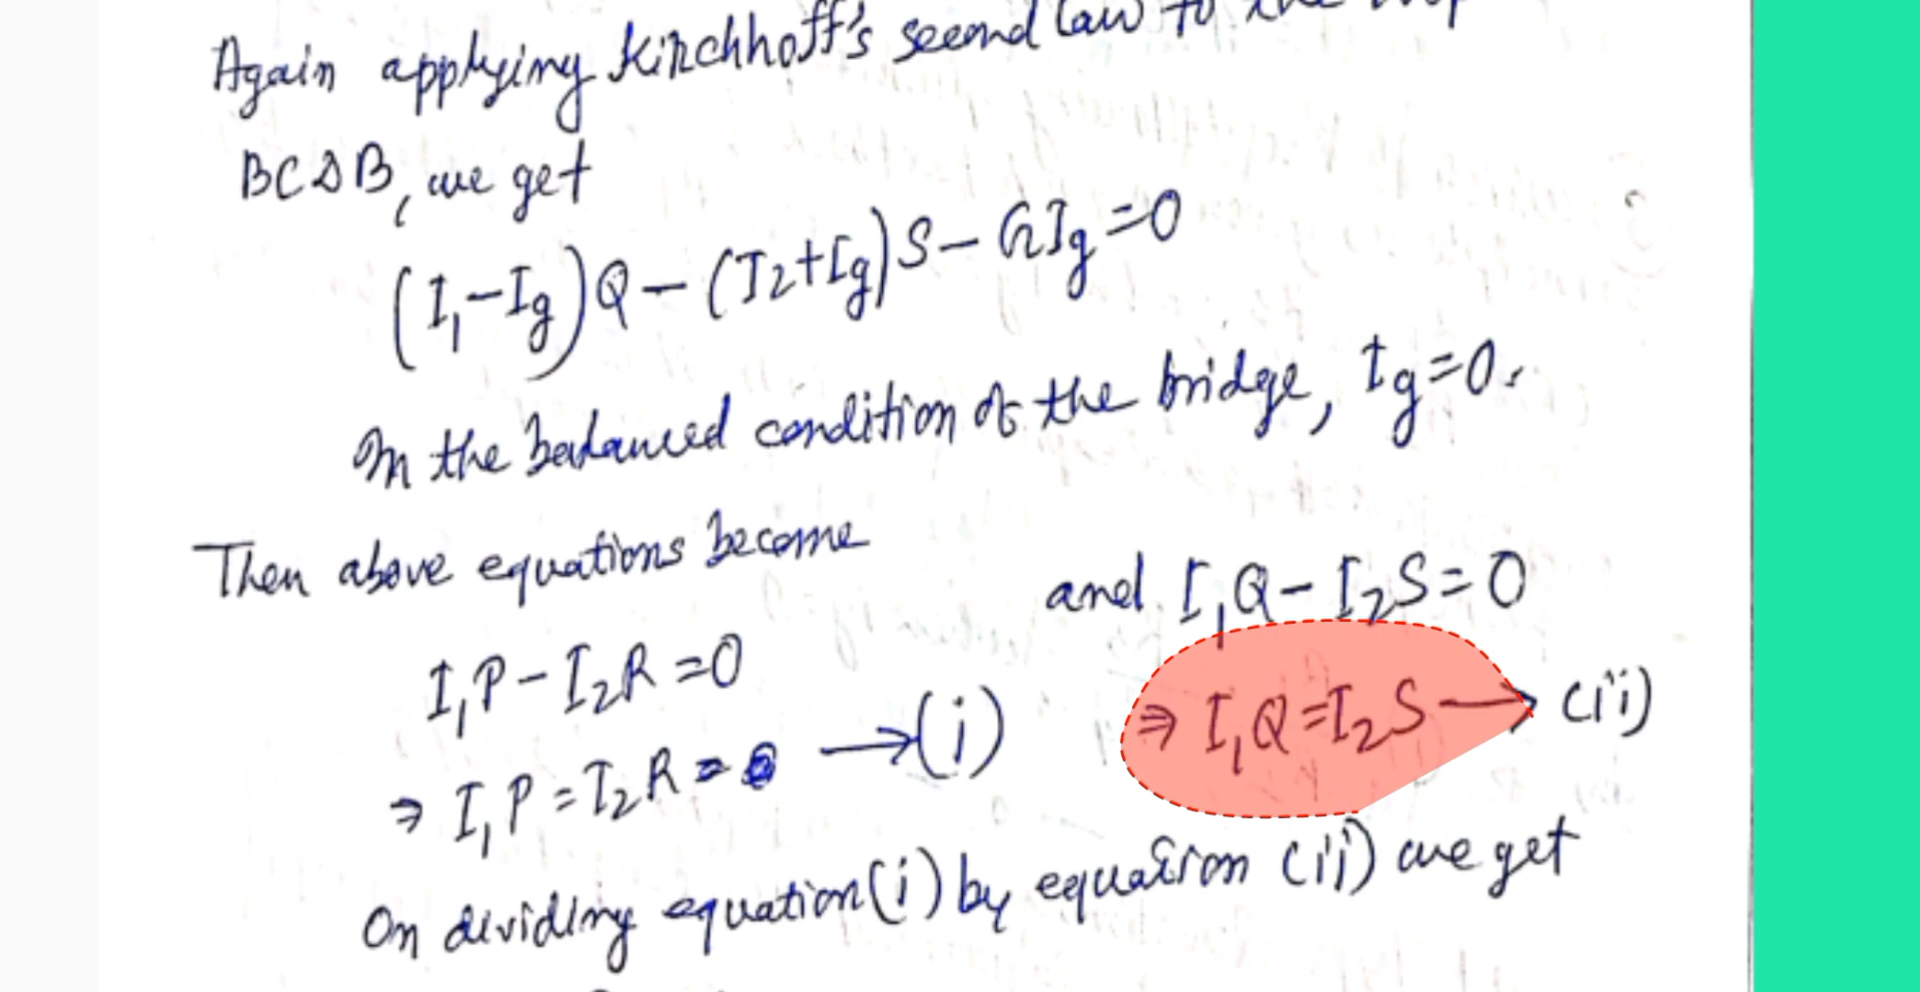 Again applying Kirchhoff's second law to the loop
BCDB, we get
(I₁-Ig)Q - (I₂+Ig)S - GIg = 0
In the balanced condition of the bridge, Ig=0.
Then above equations become
I₁P - I₂R = 0
and I₁Q - I₂S = 0
⇒ I₁P = I₂R → (i)
⇒ I₁Q = I₂S → (ii)
On dividing equation (i) by equation (ii) we get